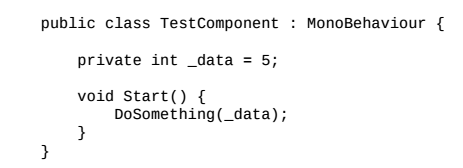 public class TestComponent : MonoBehaviour {
private int _data = 5;
void Start() {
DoSomething(_data);
}
}